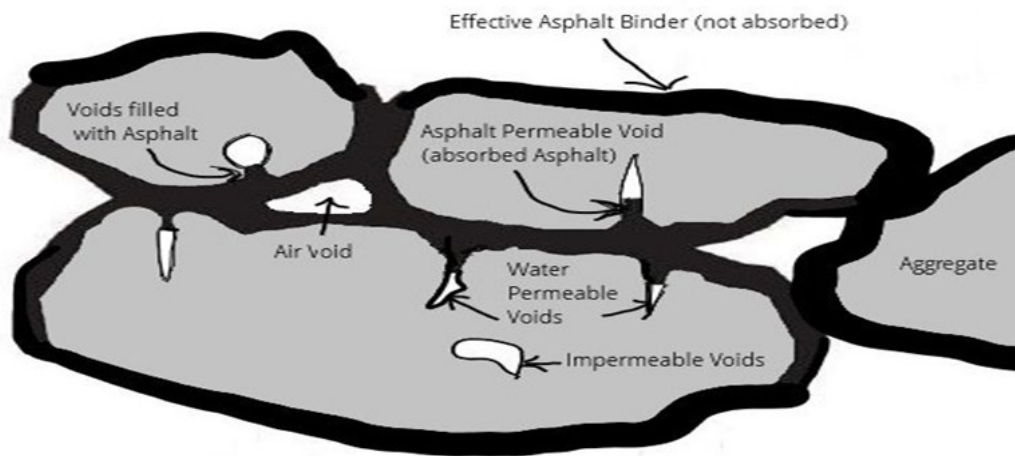 Effective Asphalt Binder (not absorbed)
Voids filled
with Asphalt
Asphalt Permeable Void
(absorbed Asphalt)
Air Void
Water
Permeable
Voids
Aggregate
Impermeable Voids